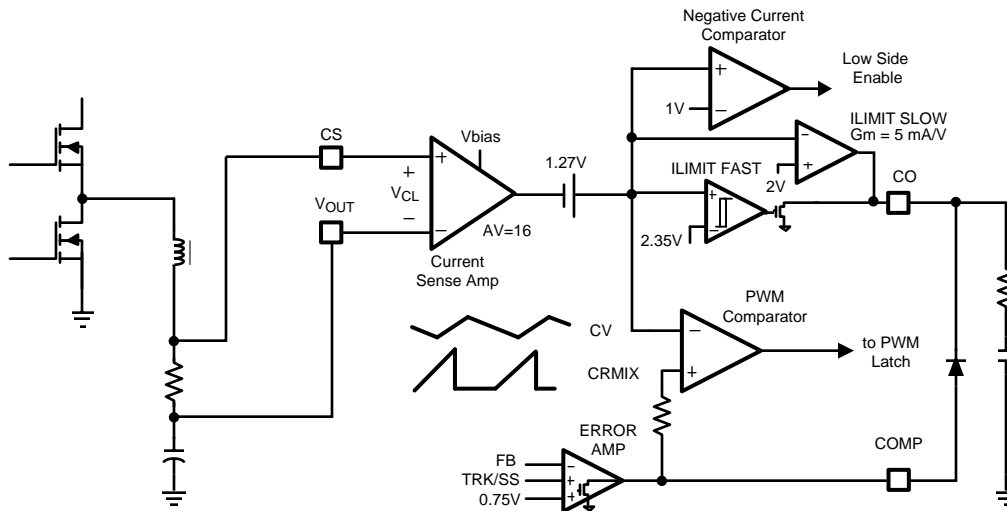 Negative Current
Comparator
+
Low Side
Enable
1V
−
ILIMIT SLOW
Gm = 5 mA/V
−
+
2V
CS
Vbias
1.27V
ILIMIT FAST
CO
+
+
VCL
−
VOUT
−
AV=16
Current
Sense Amp
+
−
2.35V
PWM
Comparator
CV
−
to PWM
Latch
CRMIX
+
ERROR
AMP
COMP
FB
−
TRK/SS
+
0.75V
+